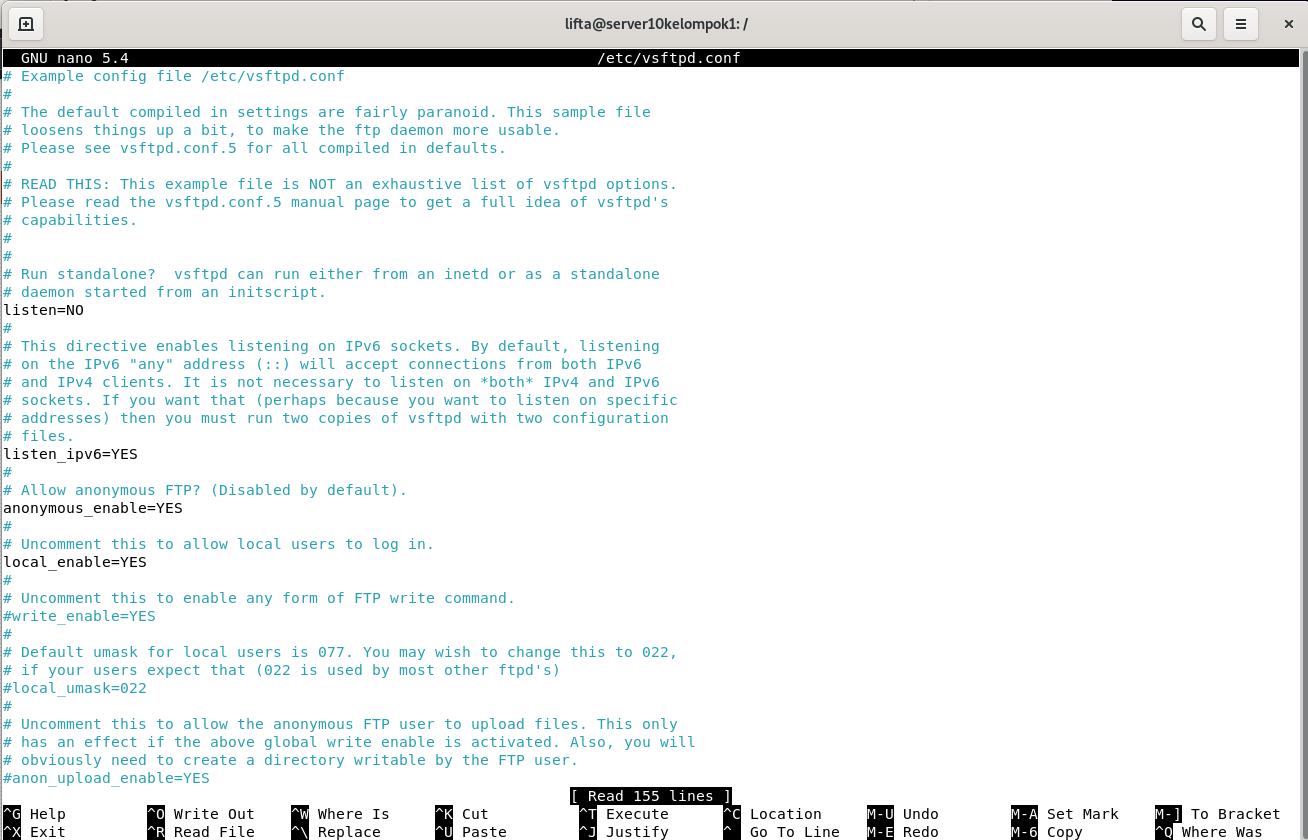 lifta@server10kelompok1: /
GNU nano 5.4 /etc/vsftpd.conf
# Example config file /etc/vsftpd.conf
#
# The default compiled in settings are fairly paranoid. This sample file
# loosens things up a bit, to make the ftp daemon more usable.
# Please see vsftpd.conf.5 for all compiled in defaults.
#
# READ THIS: This example file is NOT an exhaustive list of vsftpd options.
# Please read the vsftpd.conf.5 manual page to get a full idea of vsftpd's
# capabilities.
#
#
# Run standalone?  vsftpd can run either from an inetd or as a standalone
# daemon started from an initscript.
listen=NO
#
# This directive enables listening on IPv6 sockets. By default, listening
# on the IPv6 "any" address (::) will accept connections from both IPv6
# and IPv4 clients. It is not necessary to listen on *both* IPv4 and IPv6
# sockets. If you want that (perhaps because you want to listen on specific
# addresses) then you must run two copies of vsftpd with two configuration
# files.
listen_ipv6=YES
#
# Allow anonymous FTP? (Disabled by default).
anonymous_enable=YES
#
# Uncomment this to allow local users to log in.
local_enable=YES
#
# Uncomment this to enable any form of FTP write command.
#write_enable=YES
#
# Default umask for local users is 077. You may wish to change this to 022,
# if your users expect that (022 is used by most other ftpd's)
#local_umask=022
#
# Uncomment this to allow the anonymous FTP user to upload files. This only
# has an effect if the above global write enable is activated. Also, you will
# obviously need to create a directory writable by the FTP user.
#anon_upload_enable=YES
[ Read 155 lines ]
^G Help ^O Write Out ^W Where Is ^K Cut ^T Execute ^C Location M-U Undo M-A Set Mark M-] To Bracket
^X Exit ^R Read File ^\ Replace ^U Paste ^J Justify ^_ Go To Line M-E Redo M-6 Copy ^Q Where Was